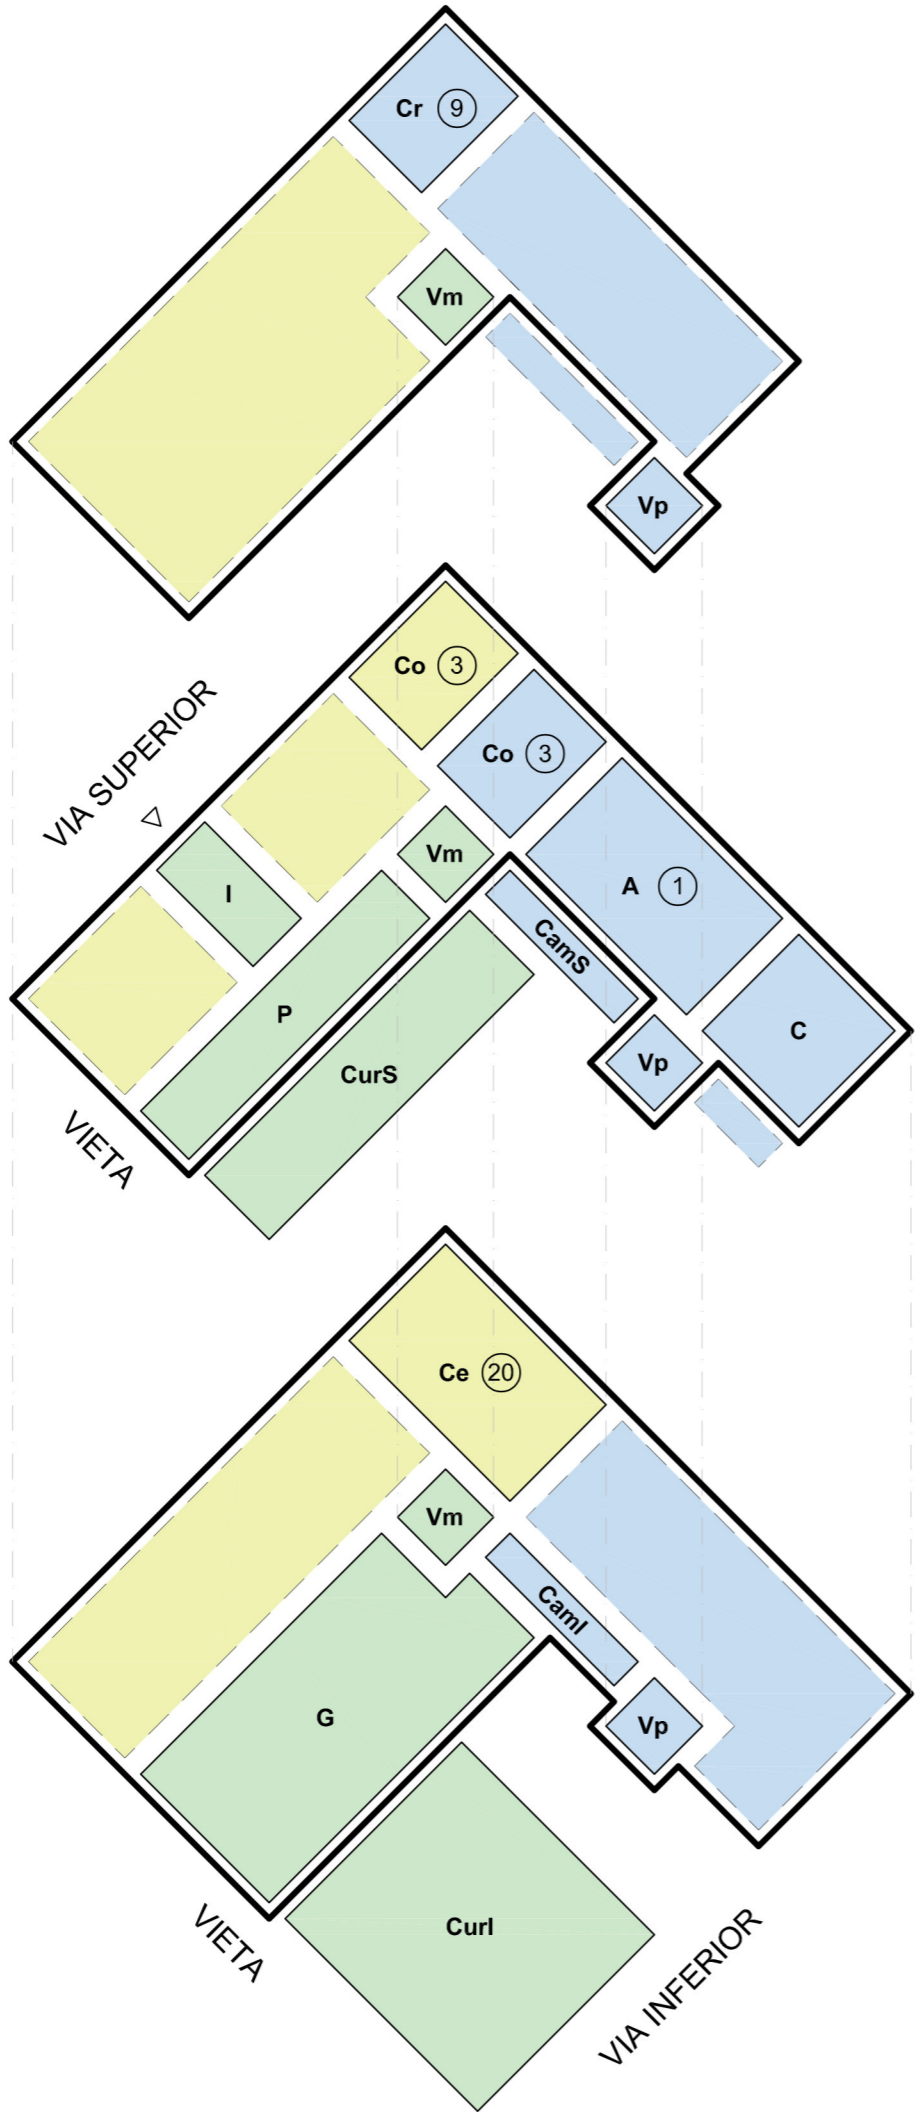 Cr 9
Vm
Vp
VIA SUPERIOR
Co 3
Co 3
Vm
A 1
I
CamS
P
C
Vp
CurS
VIETA
Ce 20
Vm
CamI
G
Vp
CurI
VIETA
VIA INFERIOR